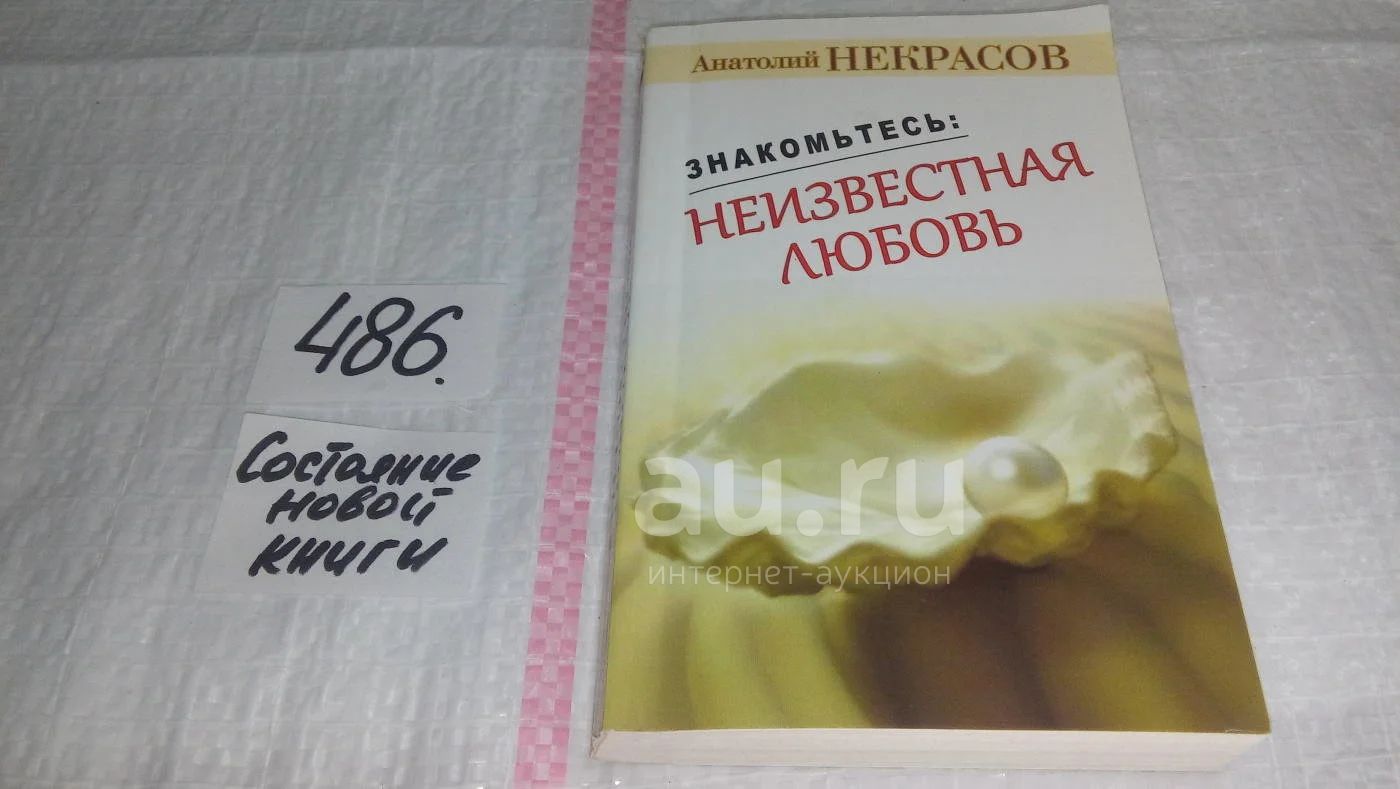 Анатолий НЕКРАСОВ
ЗНАКОМЬТЕСЬ:
НЕИЗВЕСТНАЯ
ЛЮБОВЬ
486.
Состояние
новой
книги
au.ru
интернет-аукцион